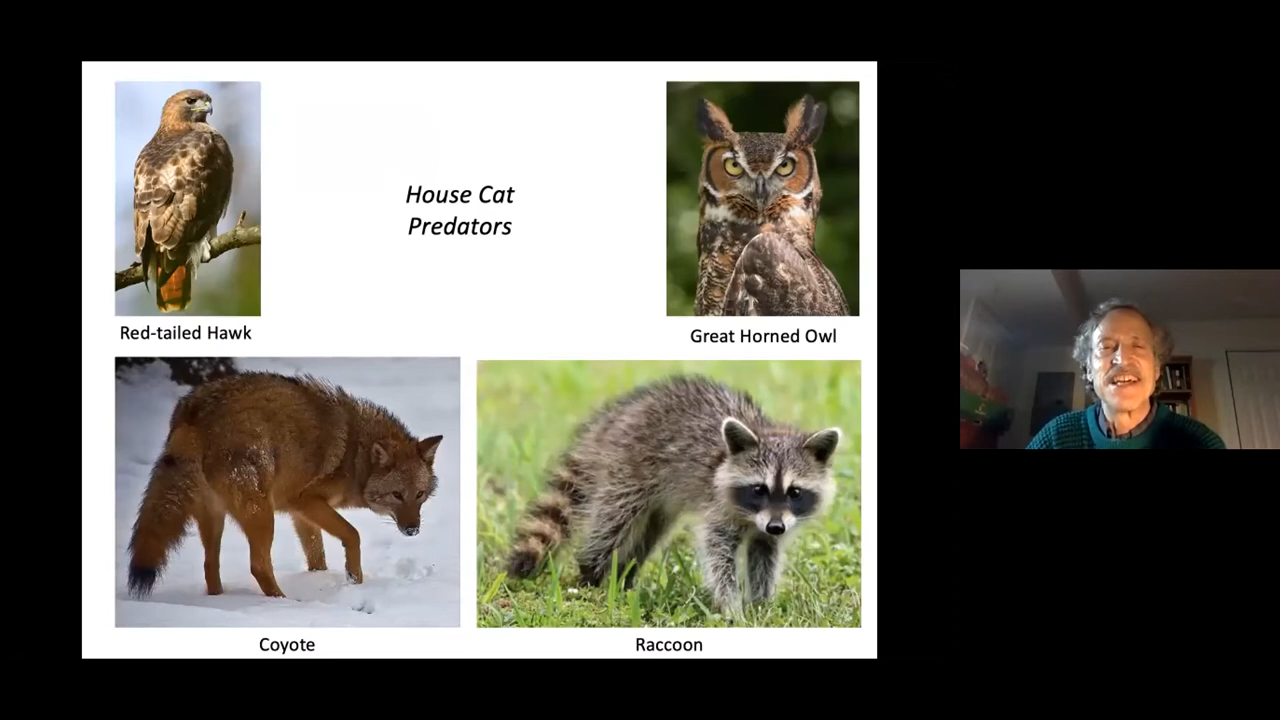 House Cat
Predators
Red-tailed Hawk
Great Horned Owl
Coyote
Raccoon